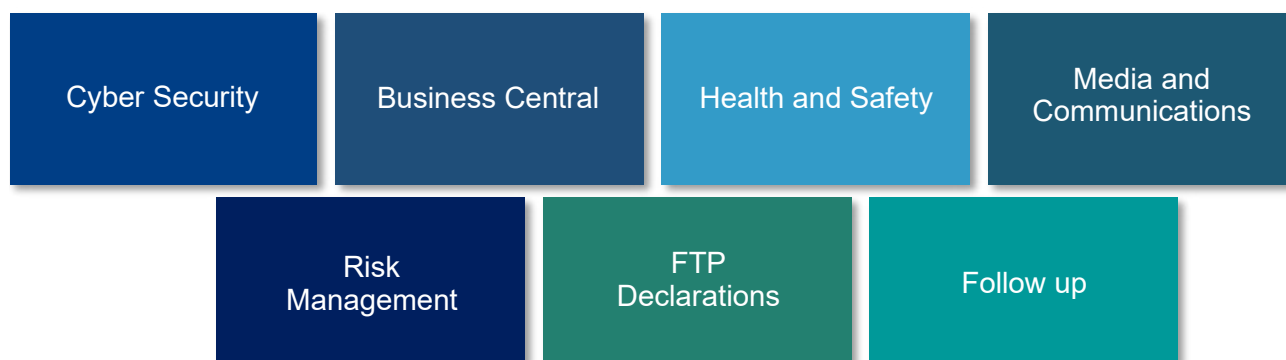 Cyber Security
Business Central
Health and Safety
Media and
Communications
Risk
Management
FTP
Declarations
Follow up